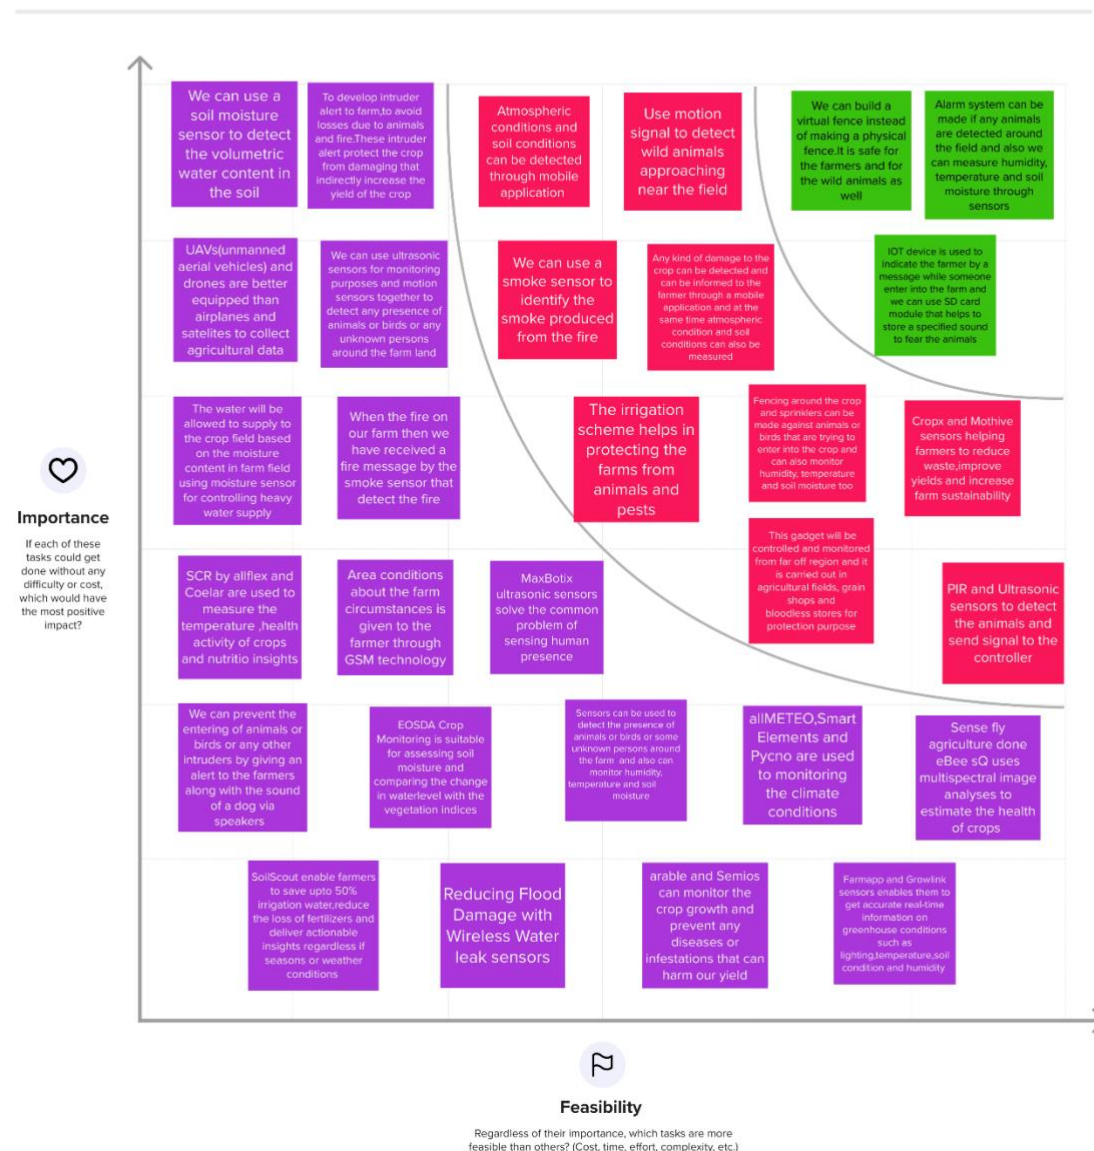 We can use a
soil moisture
sensor to detect
the volumetric
water content in
the soil
To develop intruder
alert to farm,to avoid
losses due to animals
and fire.These intruder
alert protect the crop
from damaging that
indirectly increase the
yield of the crop
Atmospheric
conditions and
soil conditions
can be detected
through mobile
application
Use motion
signal to detect
wild animals
approaching
near the field
We can build a
virtual fence instead
of making a physical
fence.It is safe for
the farmers and for
the wild animals as
well
Alarm system can be
made if any animals
are detected around
the field and also we
can measure humidity,
temperature and soil
moisture through
sensors
UAVs(unmanned
aerial vehicles) and
drones are better
equipped than
airplanes and
satelites to collect
agricultural data
We can use ultrasonic
sensors for monitoring
purposes and motion
sensors together to
detect any presence of
animals or birds or any
unknown persons
around the farm land
We can use a
smoke sensor to
identify the
smoke produced
from the fire
Any kind of damage to the
crop can be detected and
can be informed to the
farmer through a mobile
application and at the
same time atmospheric
condition and soil
conditions can also be
measured
IOT device is used to
indicate the farmer by a
message while someone
enter into the farm and
we can use SD card
module that helps to
store a specified sound
to fear the animals
The water will be
allowed to supply to
the crop field based
on the moisture
content in farm field
using moisture sensor
for controlling heavy
water supply
When the fire on
our farm then we
have received a
fire message by the
smoke sensor that
detect the fire
The irrigation
scheme helps in
protecting the
farms from
animals and
pests
Fencing around the crop
and sprinklers can be
made against animals or
birds that are trying to
enter into the crop and
can also monitor
humidity, temperature
and soil moisture too
Cropx and Mothive
sensors helping
farmers to reduce
waste,improve
yields and increase
farm sustainability
Importance
If each of these
tasks could get
done without any
difficulty or cost,
which would have
the most positive
impact?
SCR by allflex and
Coelar are used to
measure the
temperature ,health
activity of crops
and nutritio insights
Area conditions
about the farm
circumstances is
given to the
farmer through
GSM technology
MaxBotix
ultrasonic sensors
solve the common
problem of
sensing human
presence
This gadget will be
controlled and monitored
from far off region and it
is carried out in
agricultural fields, grain
shops and
bloodless stores for
protection purpose
PIR and Ultrasonic
sensors to detect
the animals and
send signal to the
controller
We can prevent the
entering of animals or
birds or any other
intruders by giving an
alert to the farmers
along with the sound
of a dog via
speakers
EOSDA Crop
Monitoring is suitable
for assessing soil
moisture and
comparing the change
in waterlevel with the
vegetation indices
Sensors can be used to
detect the presence of
animals or birds or some
unknown persons around
the farm and also can
monitor humidity,
temperature and soil
moisture
allMETEO,Smart
Elements and
Pycno are used
to monitoring
the climate
conditions
Sense fly
agriculture done
eBee sQ uses
multispectral image
analyses to
estimate the health
of crops
SoilScout enable farmers
to save upto 50%
irrigation water,reduce
the loss of fertilizers and
deliver actionable
insights regardless if
seasons or weather
conditions
Reducing Flood
Damage with
Wireless Water
leak sensors
arable and Semios
can monitor the
crop growth and
prevent any
diseases or
infestations that can
harm our yield
Farmapp and Growlink
sensors enables them to
get accurate real-time
information on
greenhouse conditions
such as
lighting,temperature,soil
condition and humidity
Feasibility
Regardless of their importance, which tasks are more
feasible than others? (Cost, time, effort, complexity, etc.)